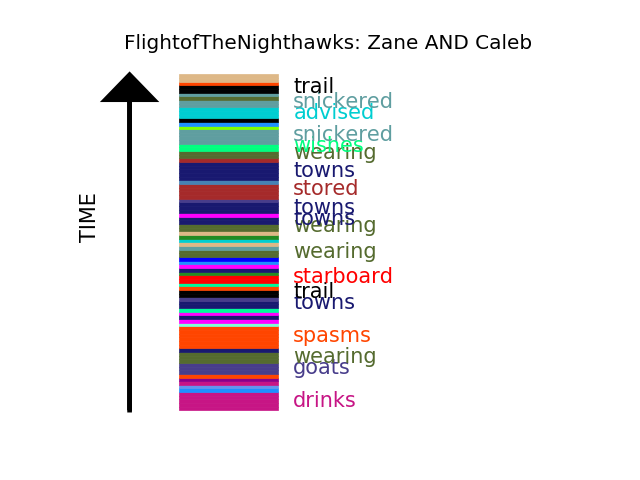 FlightofTheNighthawks: Zane AND Caleb
trail
snickered
advised
snickered
wishes
wearing
towns
stored
towns
towns
wearing
wearing
starboard
trail
towns
spasms
wearing
goats
drinks
TIME